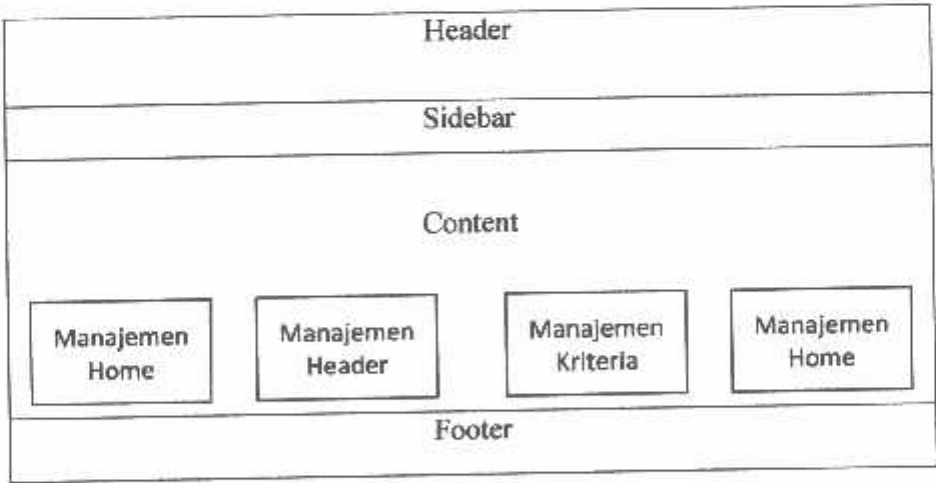 Header
Sidebar
Content
Manajemen
Home
Manajemen
Header
Manajemen
Kriteria
Manajemen
Home
Footer